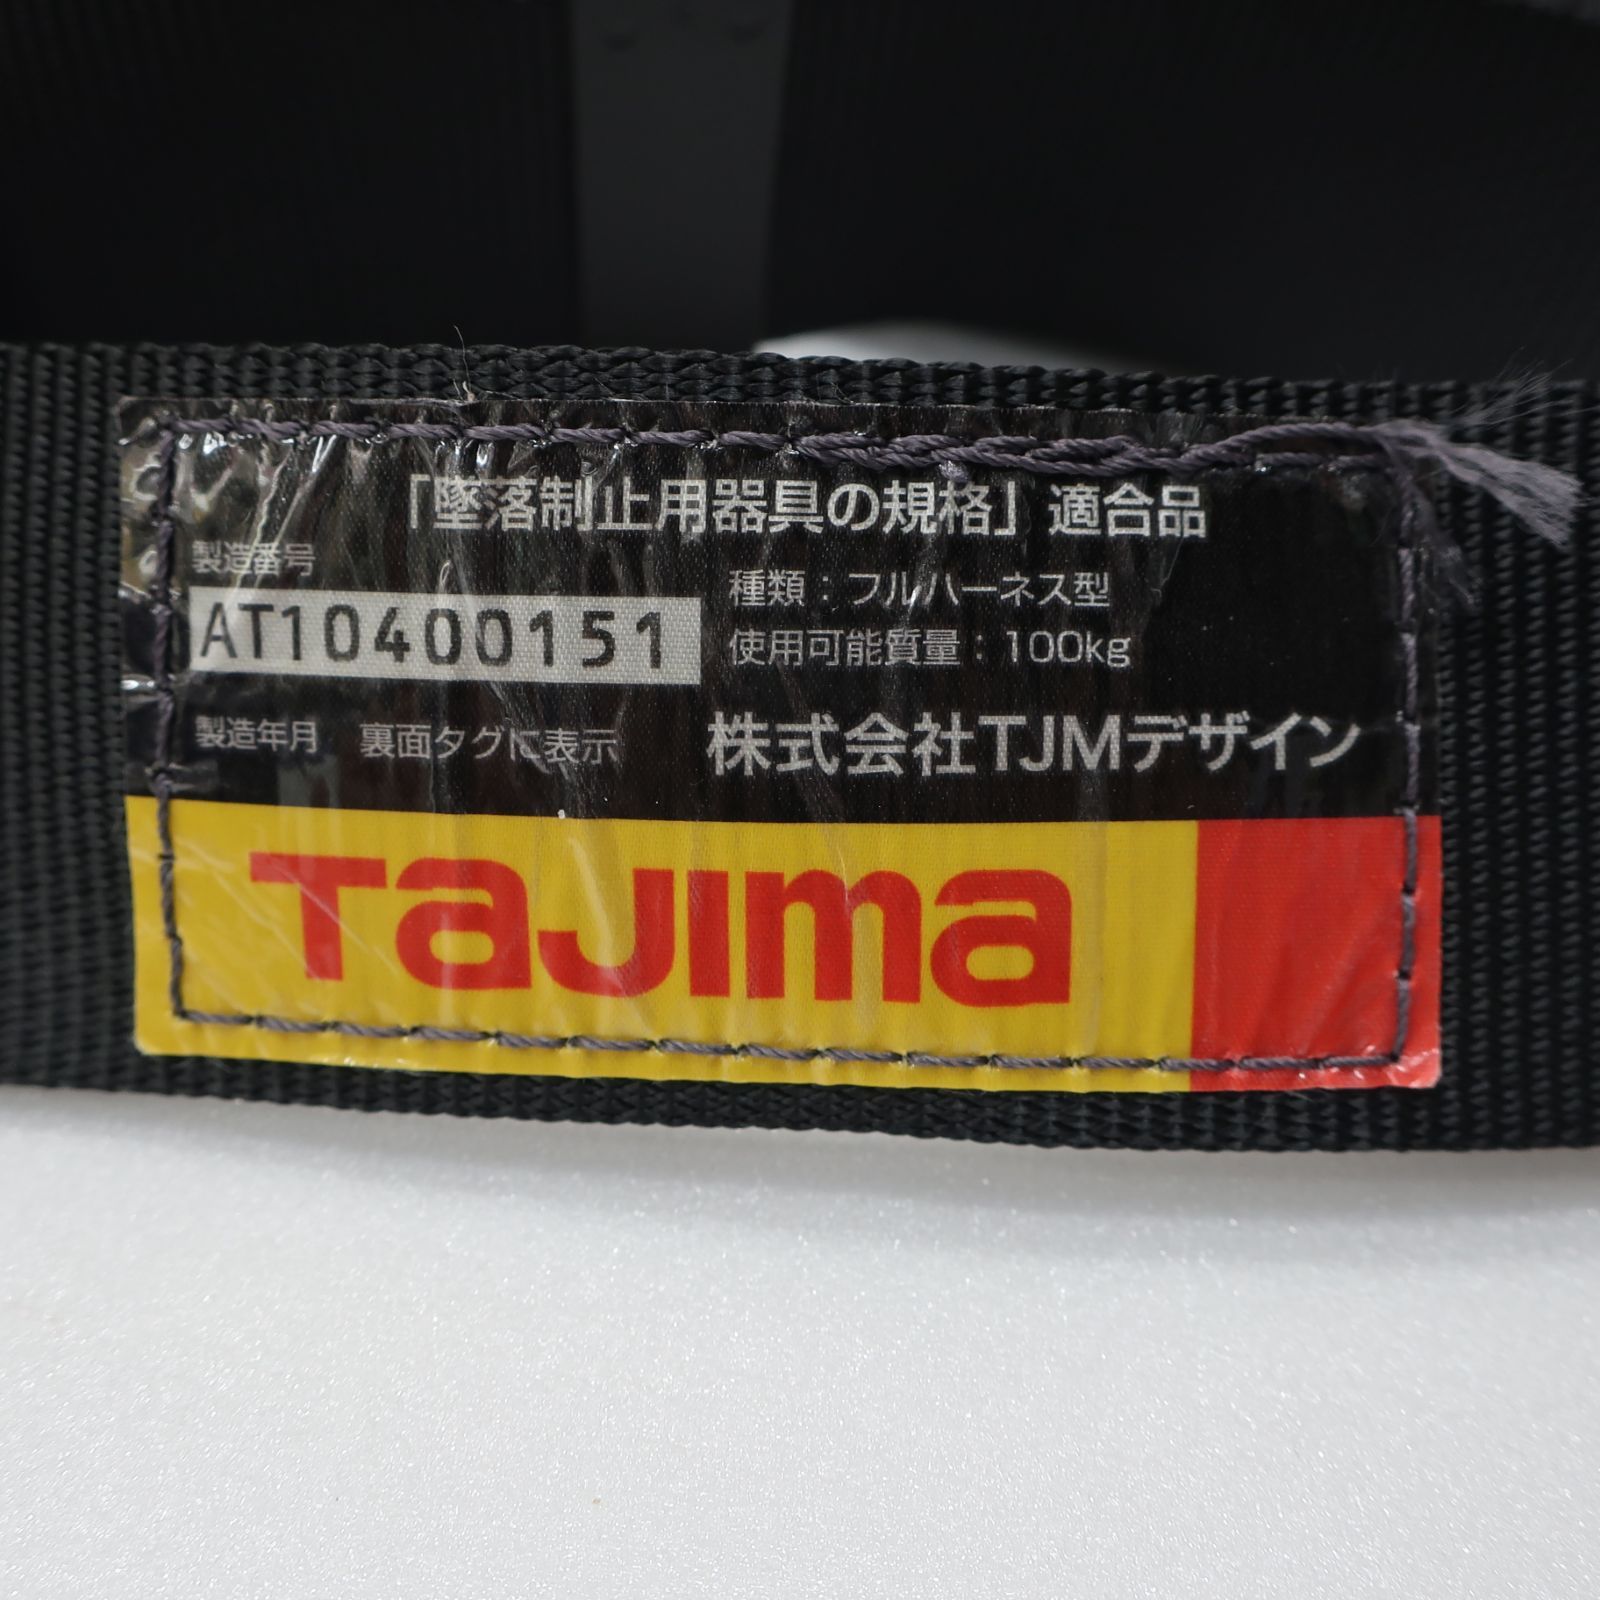 「墜落制止用器具の規格」適合品
製造番号
AT10400151
種類：フルハーネス型
使用可能質量：100kg
製造年月 裏面タグに表示
株式会社TJMデザイン
TaJIma